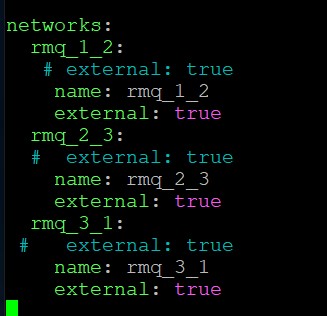 networks:
  rmq_1_2:
   # external: true
    name: rmq_1_2
    external: true
  rmq_2_3:
  #  external: true
    name: rmq_2_3
    external: true
  rmq_3_1:
 #   external: true
    name: rmq_3_1
    external: true